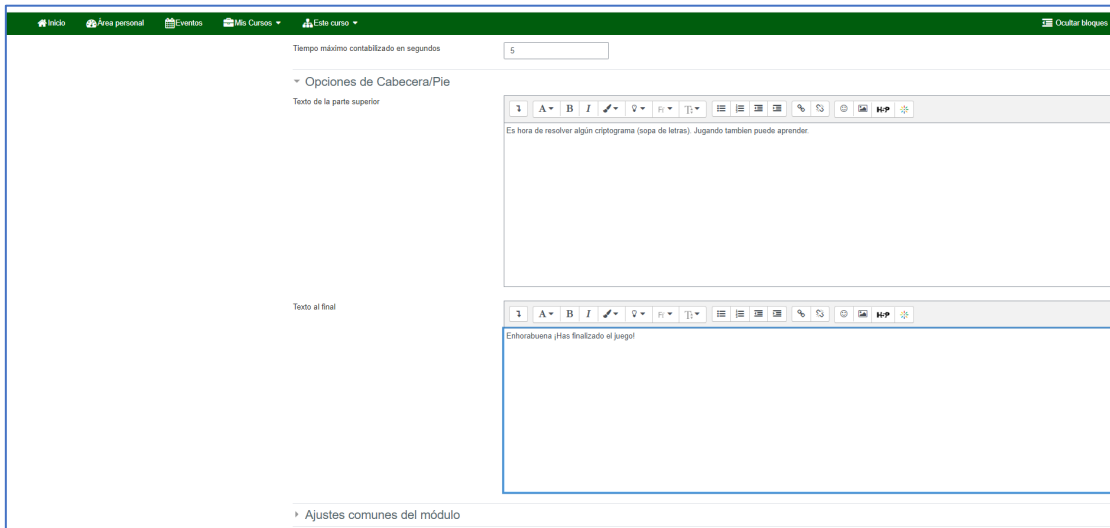 Inicio Área personal Eventos Mis Cursos Este curso Ocultar bloques
Tiempo máximo contabilizado en segundos 5
Opciones de Cabecera/Pie
Texto de la parte superior
A B I H-P
Es hora de resolver algún criptograma (sopa de letras). Jugando tambien puede aprender.
Texto al final
A B I H-P
Enhorabuena ¡Has finalizado el juego!
Ajustes comunes del módulo